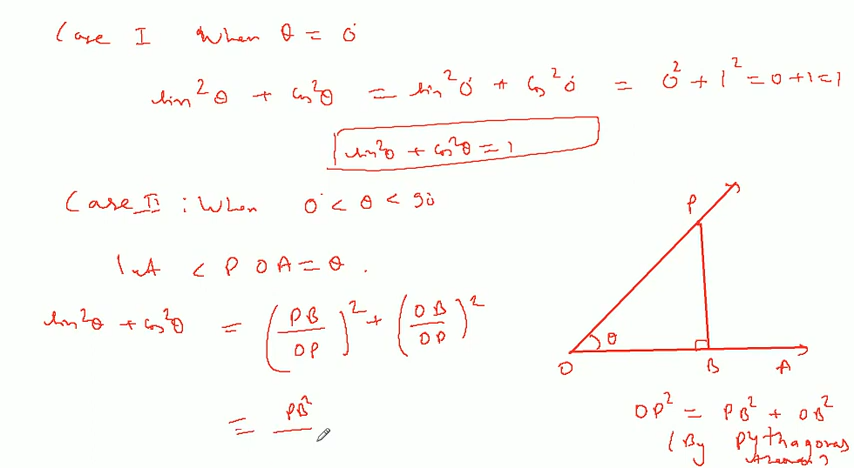 Case I When θ = 0°
sin²θ + cos²θ = sin²0° + cos²0° = 0² + 1² = 0+1=1
sin²θ + cos²θ = 1
Case II : When 0° < θ < 90°
Let < POA = θ .
sin²θ + cos²θ = (PB/OP)² + (OB/OP)²
= PB²
P
θ
O B A
OP² = PB² + OB²
(By Pythagoras
theorem)